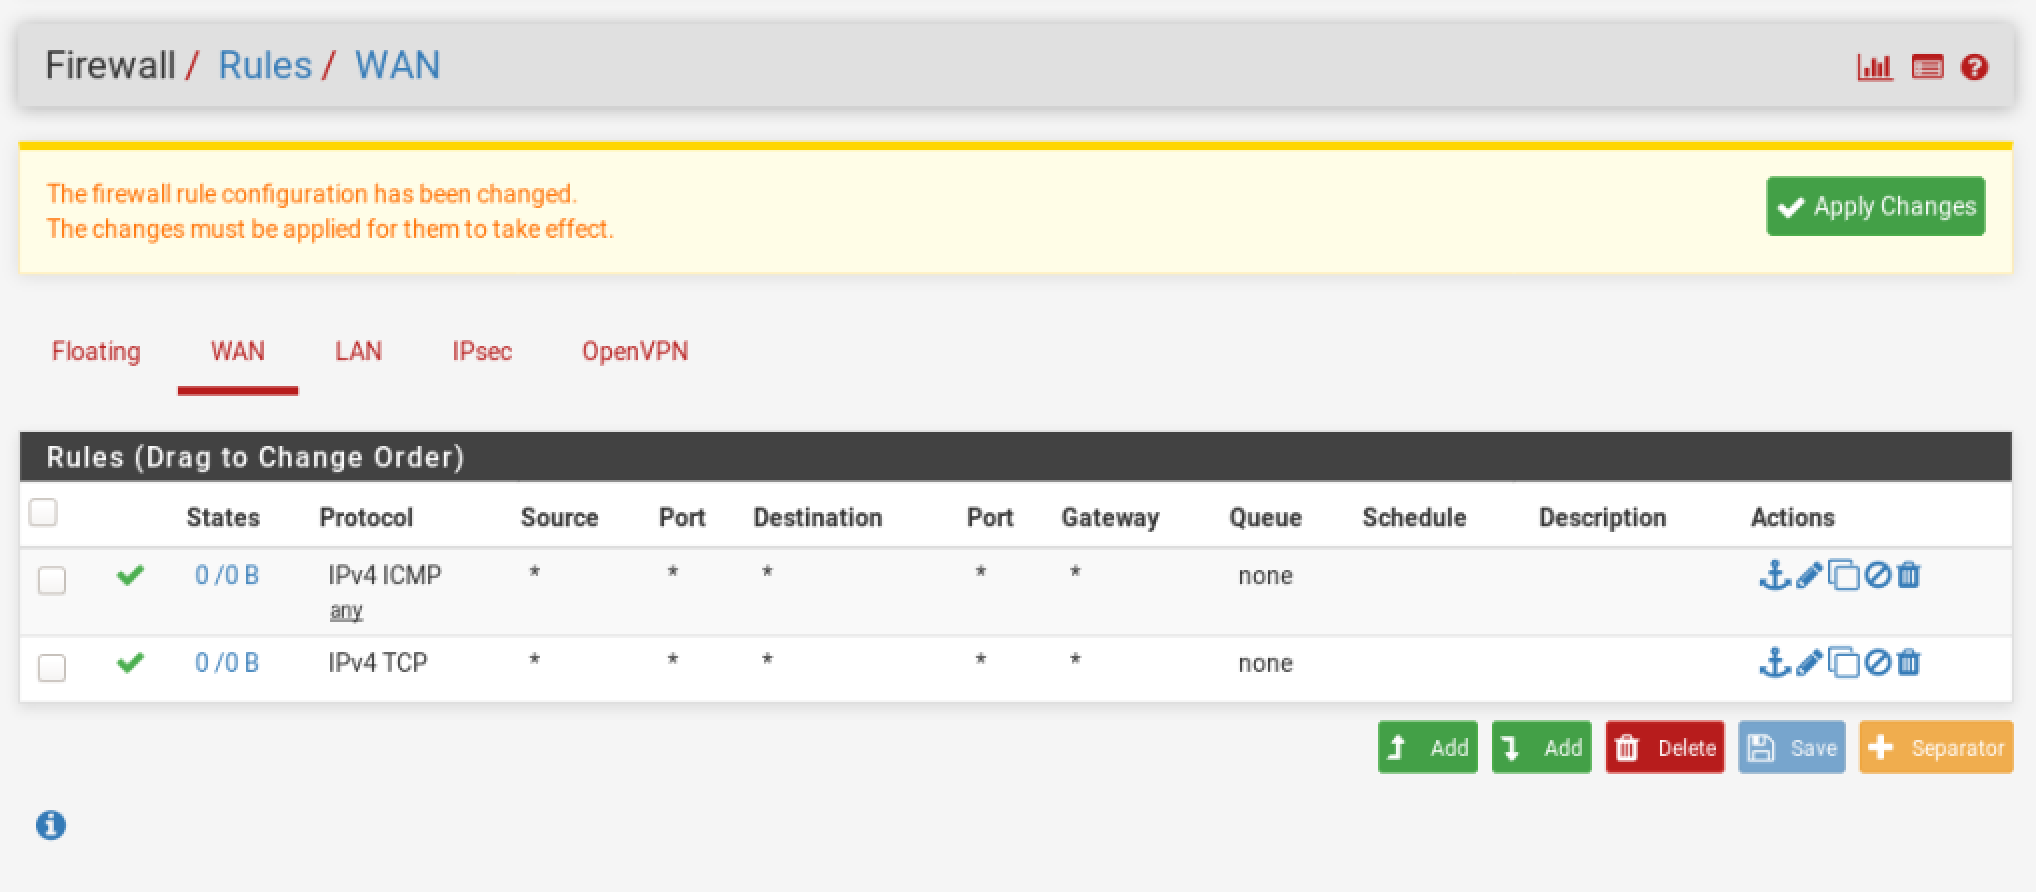 Firewall / Rules / WAN
The firewall rule configuration has been changed.
The changes must be applied for them to take effect.
Apply Changes
Floating WAN LAN IPsec OpenVPN
Rules (Drag to Change Order)
States Protocol Source Port Destination Port Gateway Queue Schedule Description Actions
0 /0 B IPv4 ICMP * * * * * none
any
0 /0 B IPv4 TCP * * * * * none
Add Add Delete Save Separator